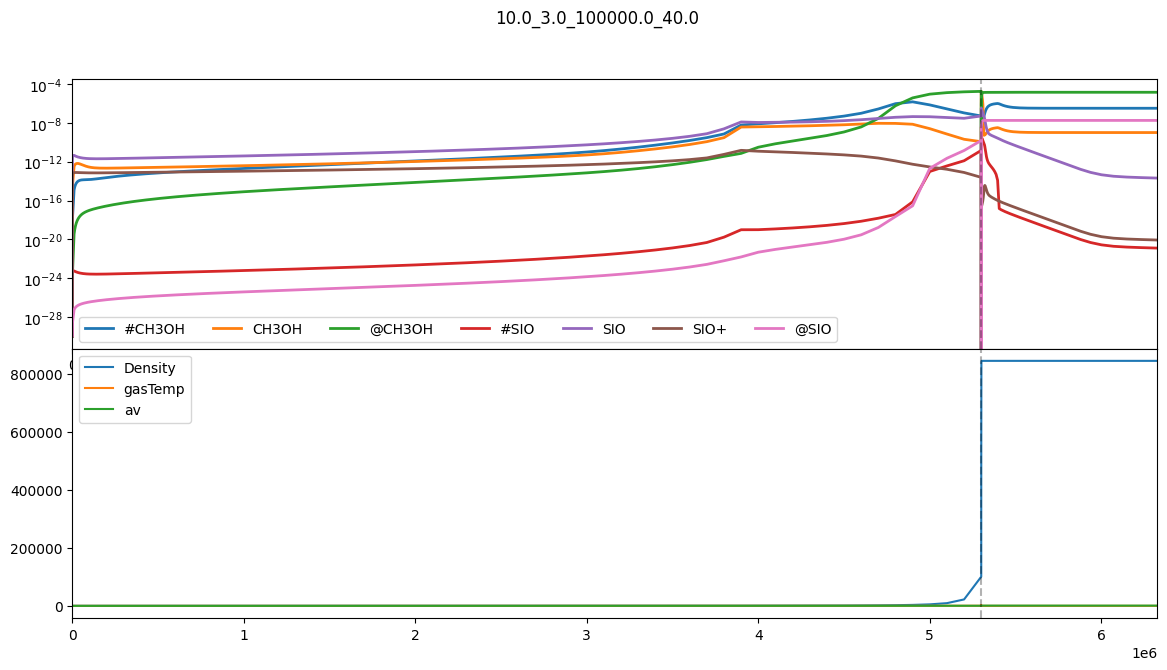 10.0_3.0_100000.0_40.0
10⁻⁴
10⁻⁸
10⁻¹²
10⁻¹⁶
10⁻²⁰
10⁻²⁴
10⁻²⁸
#CH3OH CH3OH @CH3OH #SIO SIO SIO+ @SIO
Density
gasTemp
av
800000
600000
400000
200000
0
0 1 2 3 4 5 6
1e6